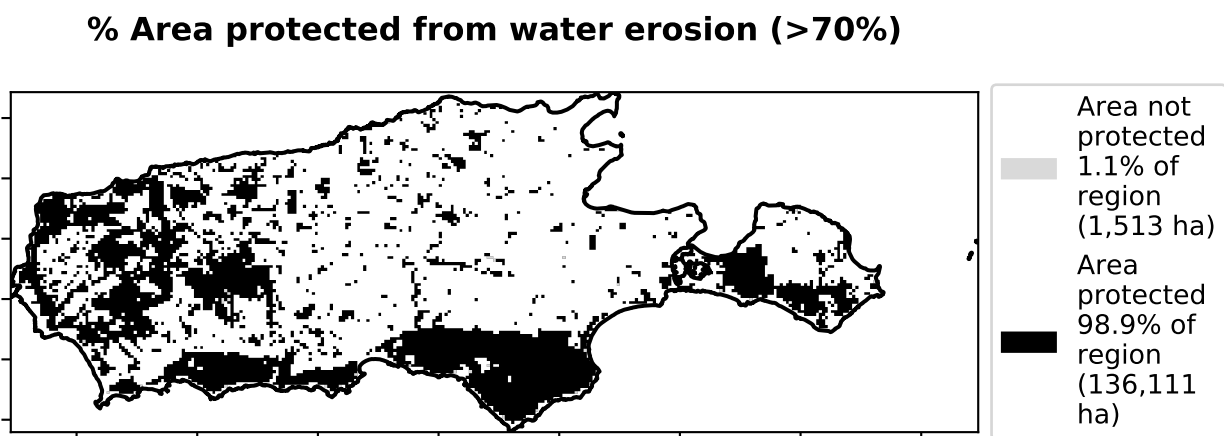 % Area protected from water erosion (>70%)
Area not
protected
1.1% of
region
(1,513 ha)
Area
protected
98.9% of
region
(136,111
ha)